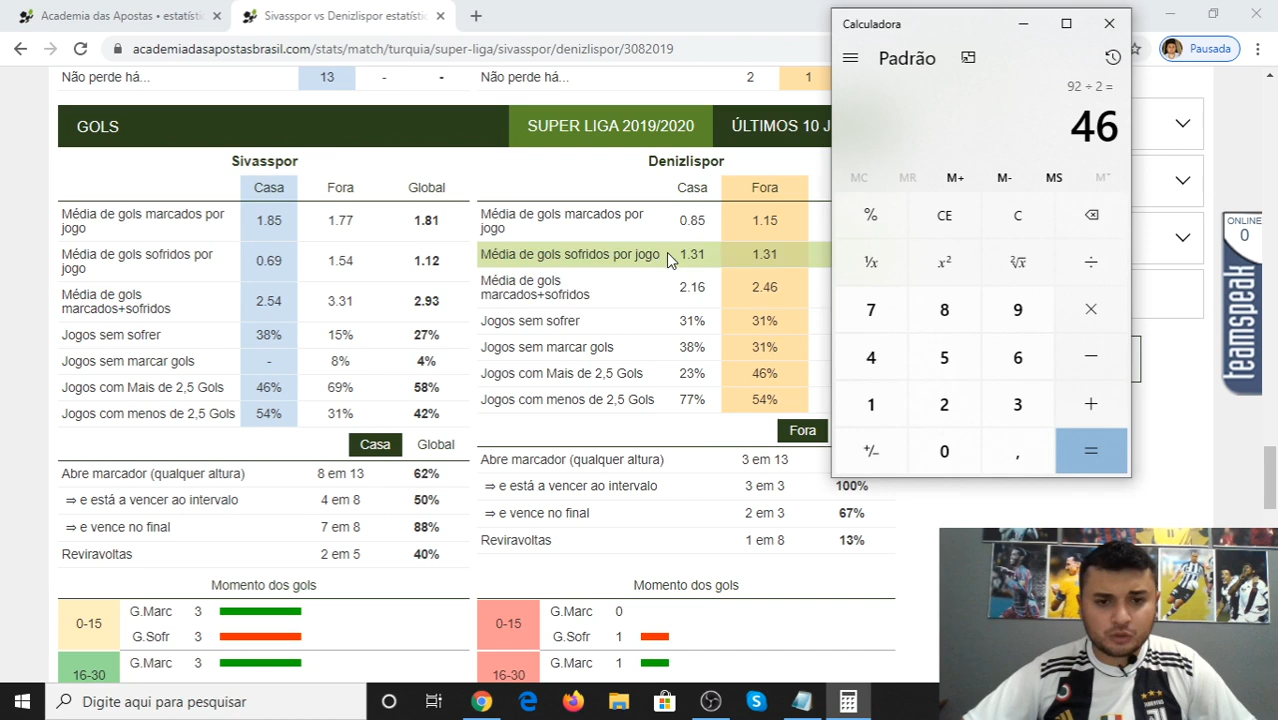 Academia das Apostas • estatísti
Sivasspor vs Denizlispor estatístic
academiadasapostasbrasil.com/stats/match/turquia/super-liga/sivasspor/denizlispor/3082019
Pausada
Não perde há... 13 - -
Não perde há... 2 1
GOLS SUPER LIGA 2019/2020 ÚLTIMOS 10 J
Sivasspor
Casa Fora Global
Média de gols marcados por
jogo 1.85 1.77 1.81
Média de gols sofridos por
jogo 0.69 1.54 1.12
Média de gols
marcados+sofridos 2.54 3.31 2.93
Jogos sem sofrer 38% 15% 27%
Jogos sem marcar gols - 8% 4%
Jogos com Mais de 2,5 Gols 46% 69% 58%
Jogos com menos de 2,5 Gols 54% 31% 42%
Casa Global
Abre marcador (qualquer altura) 8 em 13 62%
⇒ e está a vencer ao intervalo 4 em 8 50%
⇒ e vence no final 7 em 8 88%
Reviravoltas 2 em 5 40%
Momento dos gols
0-15
G.Marc 3
G.Sofr 3
16-30
G.Marc 3
Denizlispor
Casa Fora
Média de gols marcados por
jogo 0.85 1.15
Média de gols sofridos por jogo 1.31 1.31
Média de gols
marcados+sofridos 2.16 2.46
Jogos sem sofrer 31% 31%
Jogos sem marcar gols 38% 31%
Jogos com Mais de 2,5 Gols 23% 46%
Jogos com menos de 2,5 Gols 77% 54%
Fora
Abre marcador (qualquer altura) 3 em 13
⇒ e está a vencer ao intervalo 3 em 3 100%
⇒ e vence no final 2 em 3 67%
Reviravoltas 1 em 8 13%
Momento dos gols
0-15
G.Marc 0
G.Sofr 1
16-30
G.Marc 1
Calculadora
Padrão
92 ÷ 2 =
46
MC MR M+ M- MS M˅
% CE C
¹/x x² ²√x ÷
7 8 9 ×
4 5 6 −
1 2 3 +
+/- 0 , =
ONLINE
0
teamspeak
Digite aqui para pesquisar